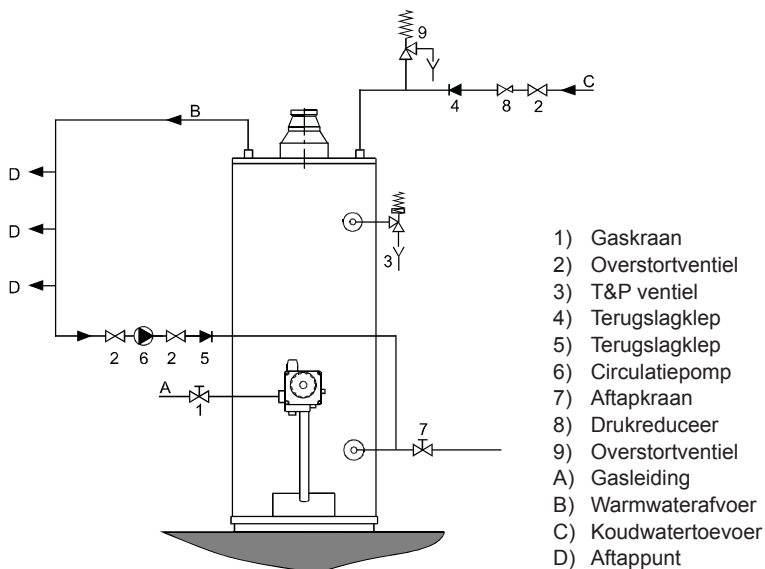 9
C
4
8
2
B
D
D
3
D
2
6
2
5
A
1
7
1) Gaskraan
2) Overstortventiel
3) T&P ventiel
4) Terugslagklep
5) Terugslagklep
6) Circulatiepomp
7) Aftapkraan
8) Drukreduceer
9) Overstortventiel
A) Gasleiding
B) Warmwaterafvoer
C) Koudwatertoevoer
D) Aftappunt